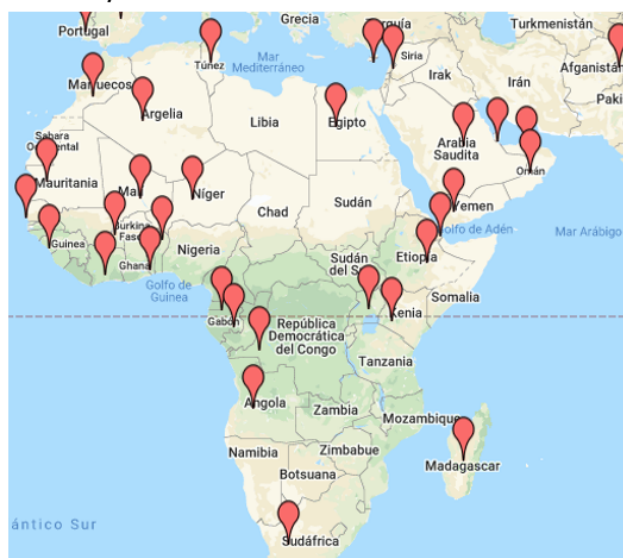 Grecia
Portugal
Turquía
Turkmenistán
Túnez
Mar
Mediterráneo
Siria
Afganistán
Marruecos
Irak
Irán
Argelia
Libia
Egipto
Paki
Sahara
Occidental
Arabia
Saudita
Omán
Mauritania
Malí
Níger
Chad
Sudán
Yemen
Golfo de Adén
Mar Arábigo
Burkina
Faso
Guinea
Ghana
Nigeria
Sudán
del S
Etiopía
Golfo de
Guinea
Somalia
Gabón
República
Democrática
del Congo
Kenia
Tanzania
Angola
Zambia
Mozambique
Namibia
Zimbabue
Botsuana
Madagascar
ántico Sur
Sudáfrica